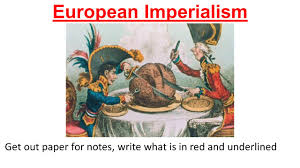 European Imperialism
Get out paper for notes, write what is in red and underlined